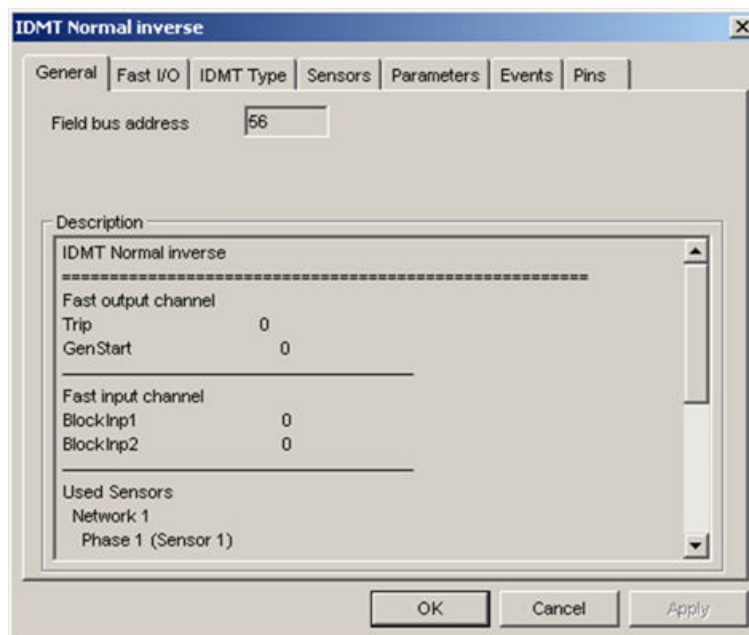 IDMT Normal inverse
General Fast I/O IDMT Type Sensors Parameters Events Pins
Field bus address 56
Description
IDMT Normal inverse
=======================================================
Fast output channel
Trip 0
GenStart 0
Fast input channel
BlockInp1 0
BlockInp2 0
Used Sensors
Network 1
Phase 1 (Sensor 1)
OK Cancel Apply